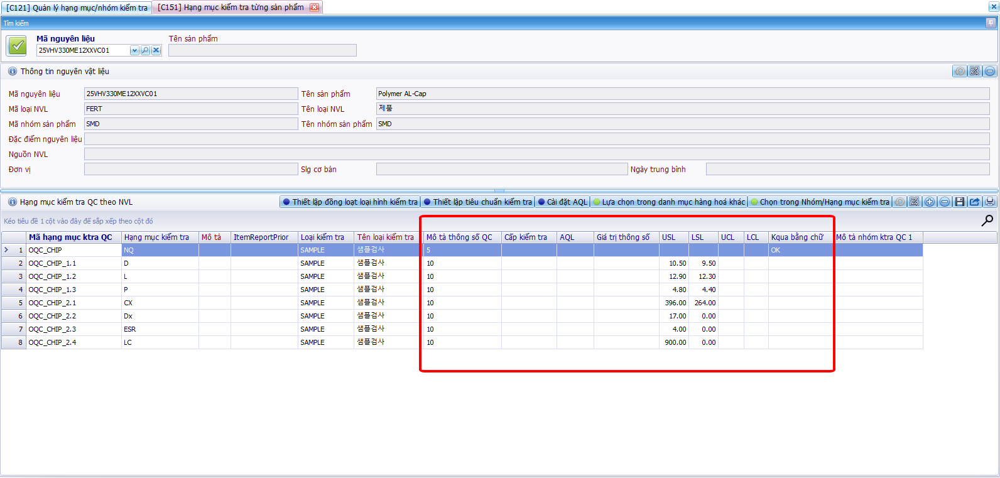 [C121] Quản lý hạng mục/nhóm kiểm tra [C151] Hạng mục kiểm tra từng sản phẩm
Tìm kiếm
Mã nguyên liệu Tên sản phẩm
25VHV330ME12XXVC01
Thông tin nguyên vật liệu
Mã nguyên liệu 25VHV330ME12XXVC01 Tên sản phẩm Polymer AL-Cap
Mã loại NVL FERT Tên loại NVL 제품
Mã nhóm sản phẩm SMD Tên nhóm sản phẩm SMD
Đặc điểm nguyên liệu
Nguồn NVL
Đơn vị Slg cơ bản Ngày trung bình
Hạng mục kiểm tra QC theo NVL Thiết lập đồng loạt loại hình kiểm tra Thiết lập tiêu chuẩn kiểm tra Cài đặt AQL Lựa chọn trong danh mục hàng hoá khác Chọn trong Nhóm/Hạng mục kiểm tra
Kéo tiêu đề 1 cột vào đây để sắp xếp theo cột đó
Mã hạng mục ktra QC Hạng mục kiểm tra Mô tả ItemReportPrior Loại kiểm tra Tên loại kiểm tra Mô tả thông số QC Cấp kiểm tra AQL Giá trị thông số USL LSL UCL LCL Kqua bằng chữ Mô tả nhóm ktra QC 1
1 OQC_CHIP NQ SAMPLE 샘플검사 5 OK
2 OQC_CHIP_1.1 D SAMPLE 샘플검사 10 10.50 9.50
3 OQC_CHIP_1.2 L SAMPLE 샘플검사 10 12.90 12.30
4 OQC_CHIP_1.3 P SAMPLE 샘플검사 10 4.80 4.40
5 OQC_CHIP_2.1 CX SAMPLE 샘플검사 10 396.00 264.00
6 OQC_CHIP_2.2 Dx SAMPLE 샘플검사 10 17.00 0.00
7 OQC_CHIP_2.3 ESR SAMPLE 샘플검사 10 4.00 0.00
8 OQC_CHIP_2.4 LC SAMPLE 샘플검사 10 900.00 0.00